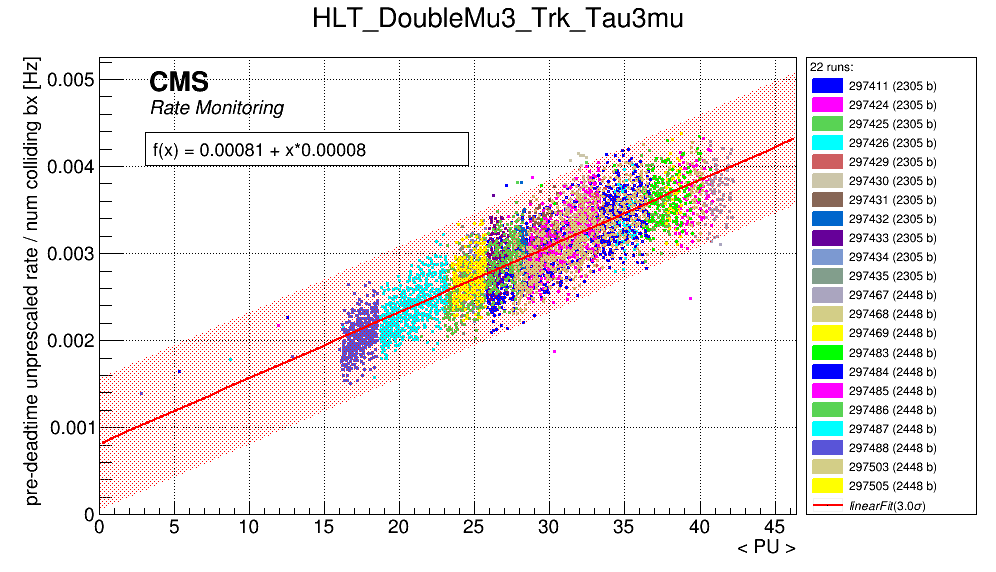 HLT_DoubleMu3_Trk_Tau3mu
pre-deadtime unprescaled rate / num colliding bx [Hz]
0.005
0.004
0.003
0.002
0.001
0
CMS
Rate Monitoring
f(x) = 0.00081 + x*0.00008
0 5 10 15 20 25 30 35 40 45
< PU >
22 runs:
297411 (2305 b)
297424 (2305 b)
297425 (2305 b)
297426 (2305 b)
297429 (2305 b)
297430 (2305 b)
297431 (2305 b)
297432 (2305 b)
297433 (2305 b)
297434 (2305 b)
297435 (2305 b)
297467 (2448 b)
297468 (2448 b)
297469 (2448 b)
297483 (2448 b)
297484 (2448 b)
297485 (2448 b)
297486 (2448 b)
297487 (2448 b)
297488 (2448 b)
297503 (2448 b)
297505 (2448 b)
linearFit(3.0σ)